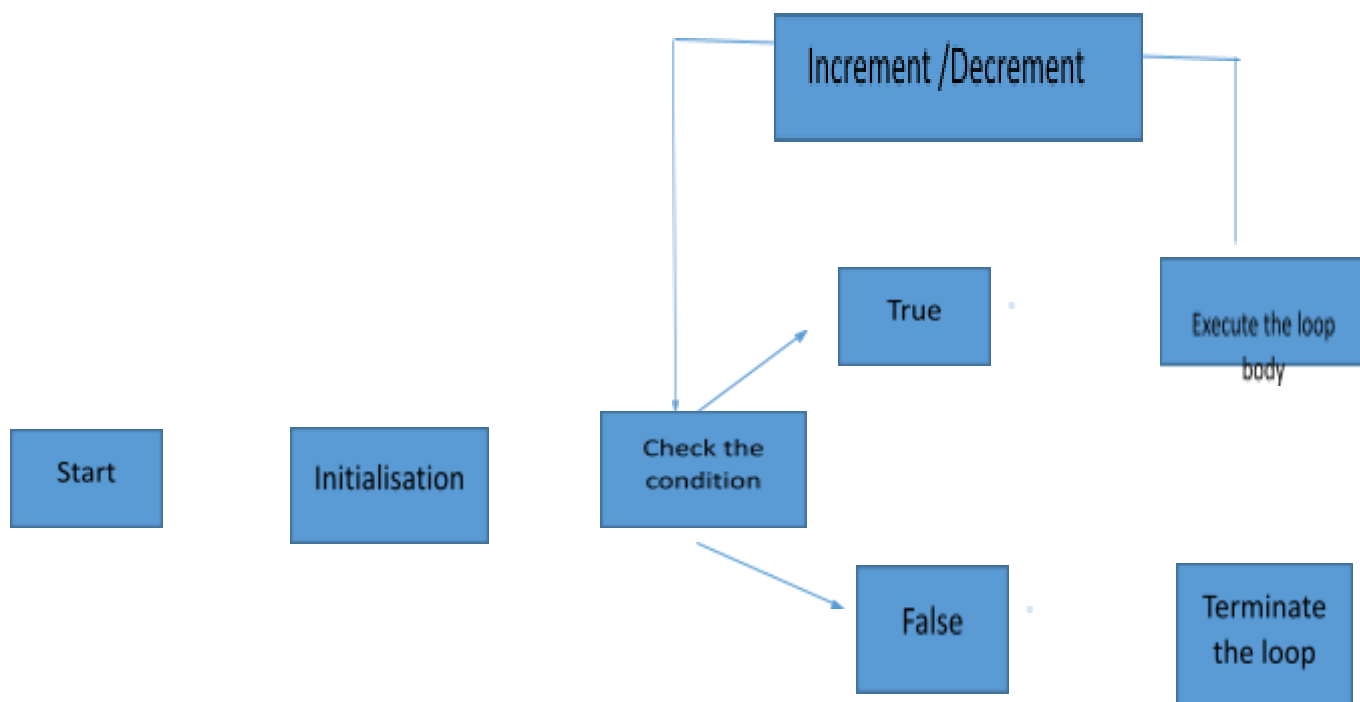 Increment /Decrement
True
Execute the loop
body
Start
Initialisation
Check the
condition
False
Terminate
the loop